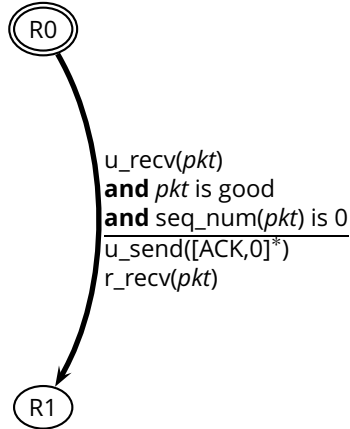 R0
u_recv(pkt)
and pkt is good
and seq_num(pkt) is 0
u_send([ACK,0]*)
r_recv(pkt)
R1